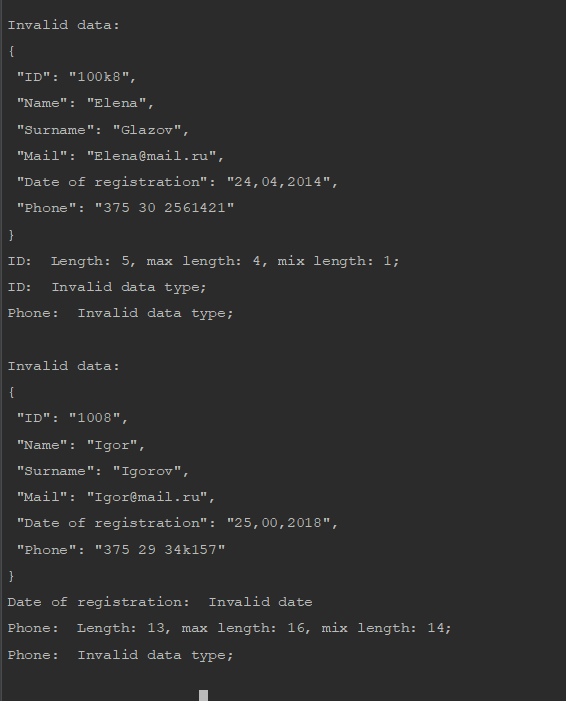 Invalid data:
{
"ID": "100k8",
"Name": "Elena",
"Surname": "Glazov",
"Mail": "Elena@mail.ru",
"Date of registration": "24,04,2014",
"Phone": "375 30 2561421"
}
ID:  Length: 5, max length: 4, mix length: 1;
ID:  Invalid data type;
Phone:  Invalid data type;
Invalid data:
{
"ID": "1008",
"Name": "Igor",
"Surname": "Igorov",
"Mail": "Igor@mail.ru",
"Date of registration": "25,00,2018",
"Phone": "375 29 34k157"
}
Date of registration:  Invalid date
Phone:  Length: 13, max length: 16, mix length: 14;
Phone:  Invalid data type;